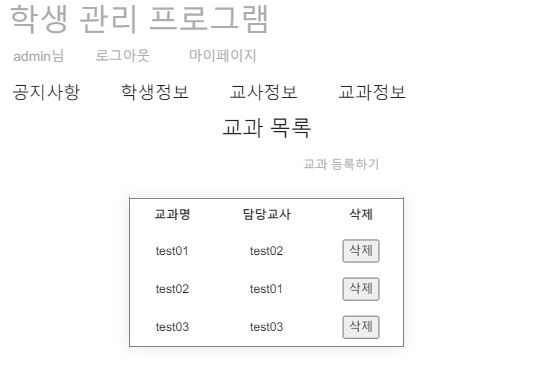 학생 관리 프로그램
admin님 로그아웃 마이페이지
공지사항 학생정보 교사정보 교과정보
교과 목록
교과 등록하기
교과명 담당교사 삭제
test01 test02 삭제
test02 test01 삭제
test03 test03 삭제